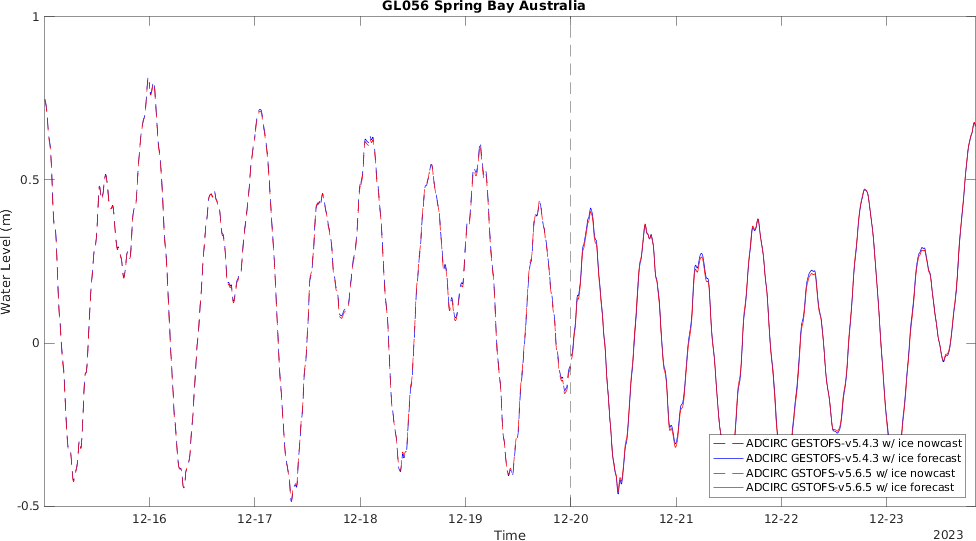 GL056 Spring Bay Australia
1
0.5
0
-0.5
Water Level (m)
12-16 12-17 12-18 12-19 12-20 12-21 12-22 12-23
Time
2023
ADCIRC GESTOFS-v5.4.3 w/ ice nowcast
ADCIRC GESTOFS-v5.4.3 w/ ice forecast
ADCIRC GSTOFS-v5.6.5 w/ ice nowcast
ADCIRC GSTOFS-v5.6.5 w/ ice forecast